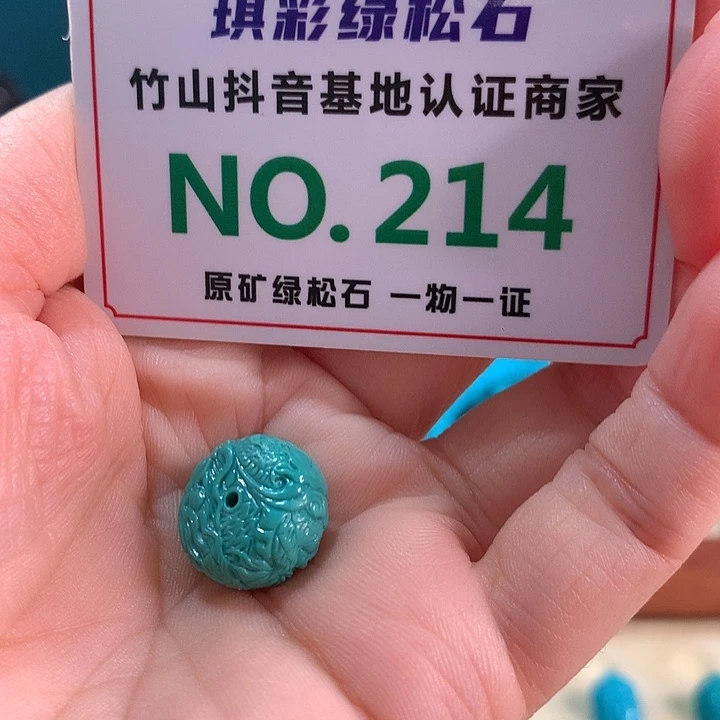 琪彩绿松石
竹山抖音基地认证商家
NO.214
原矿绿松石 一物一证